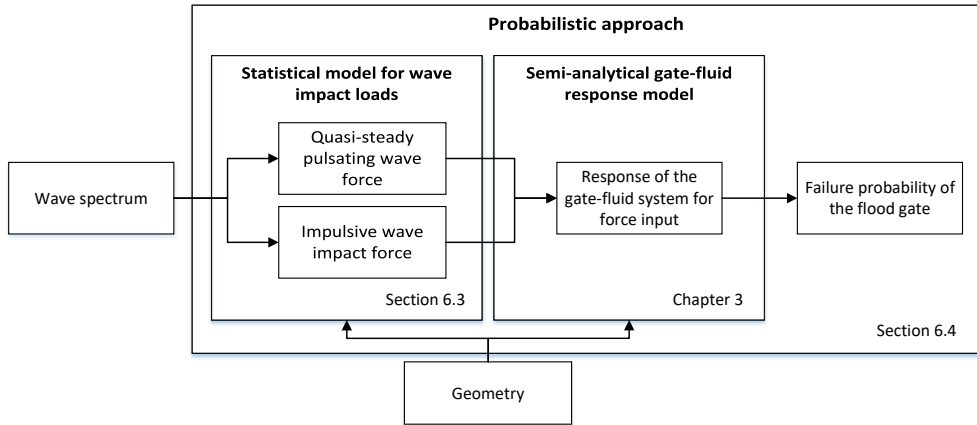 Probabilistic approach
Statistical model for wave
impact loads
Semi-analytical gate-fluid
response model
Quasi-steady
pulsating wave
force
Wave spectrum
Response of the
gate-fluid system for
force input
Failure probability of
the flood gate
Impulsive wave
impact force
Section 6.3
Chapter 3
Section 6.4
Geometry